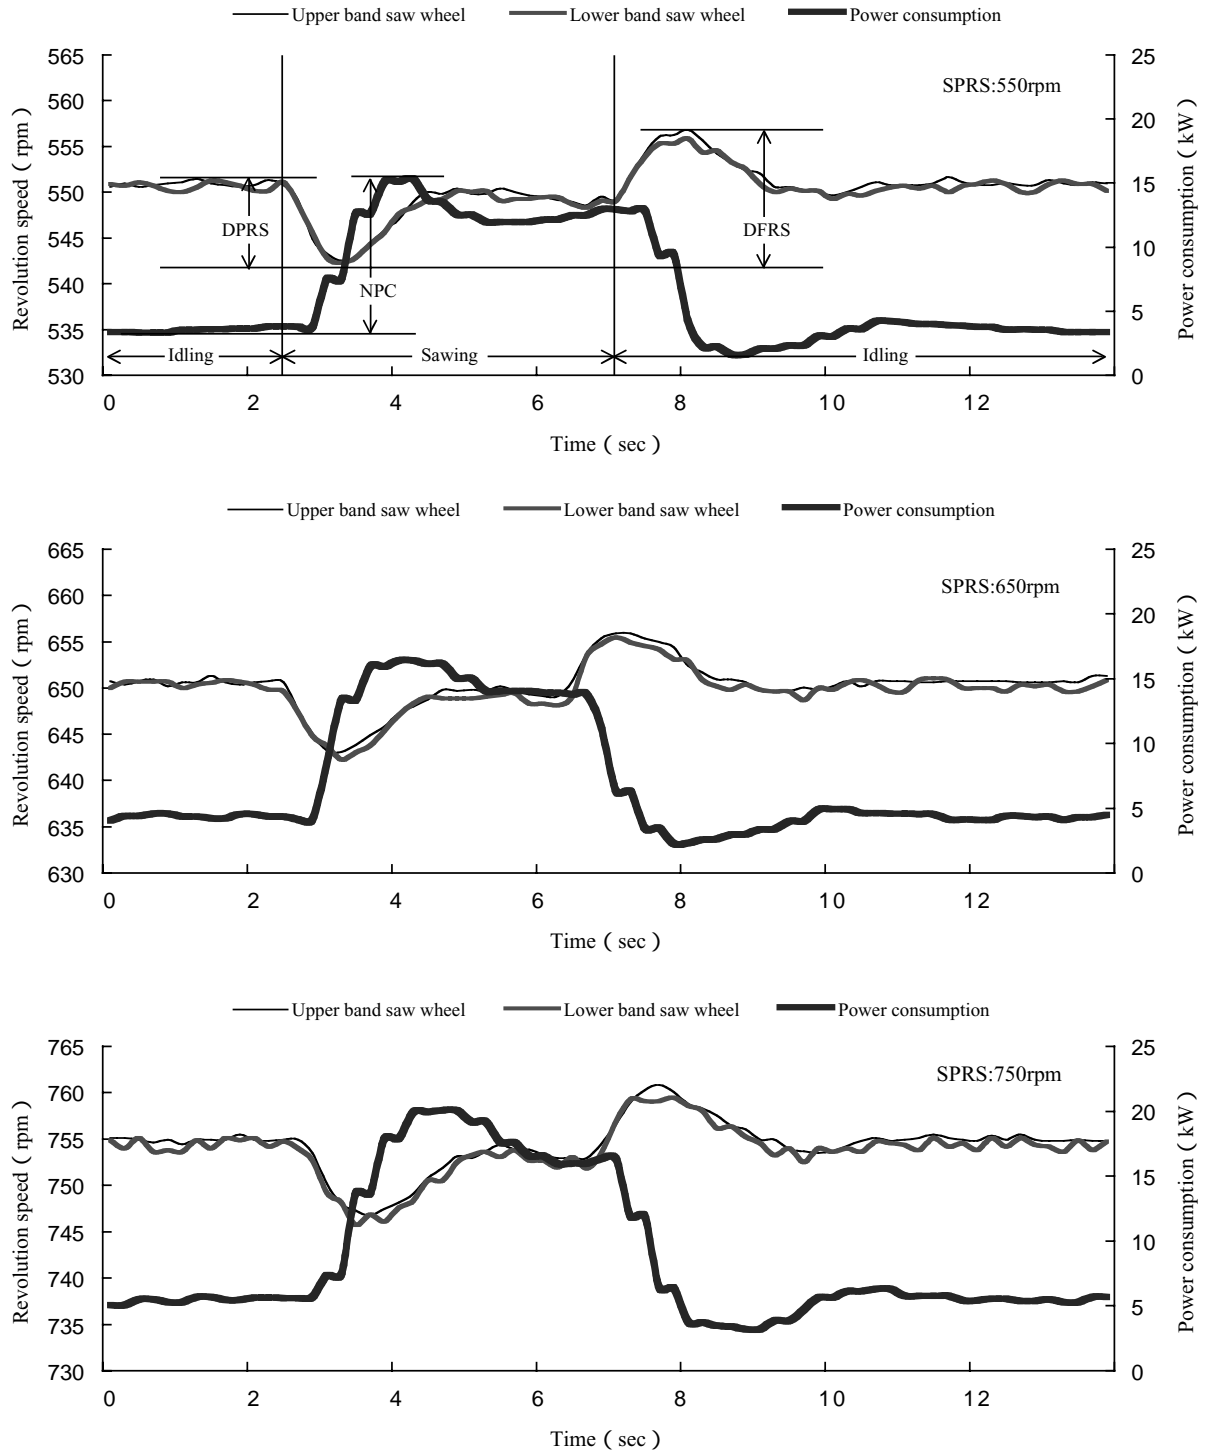 Upper band saw wheel Lower band saw wheel Power consumption
565 25
SPRS:550rpm
560 20
555
550 15
545 DPRS DFRS 10
540 NPC
535 5
Idling Sawing Idling
530 0
0 2 4 6 8 10 12
Revolution speed ( rpm )
Power consumption ( kW )
Time ( sec )
Upper band saw wheel Lower band saw wheel Power consumption
665 25
SPRS:650rpm
660 20
655
650 15
645 10
640
635 5
630 0
0 2 4 6 8 10 12
Revolution speed ( rpm )
Power consumption ( kW )
Time ( sec )
Upper band saw wheel Lower band saw wheel Power consumption
765 25
SPRS:750rpm
760 20
755
750 15
745 10
740
735 5
730 0
0 2 4 6 8 10 12
Revolution speed ( rpm )
Power consumption ( kW )
Time ( sec )